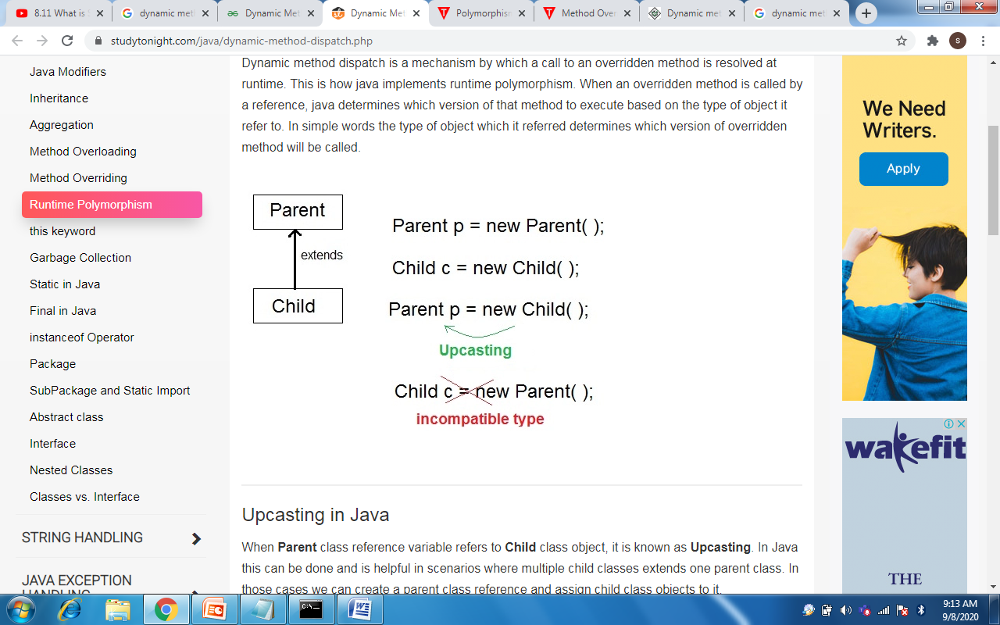 8.11 What is
dynamic met
Dynamic Met
Dynamic Met
Polymorphism
Method Over
Dynamic met
dynamic met
studytonight.com/java/dynamic-method-dispatch.php
s
Java Modifiers
Inheritance
Aggregation
Method Overloading
Method Overriding
Runtime Polymorphism
this keyword
Garbage Collection
Static in Java
Final in Java
instanceof Operator
Package
SubPackage and Static Import
Abstract class
Interface
Nested Classes
Classes vs. Interface
STRING HANDLING
JAVA EXCEPTION
HANDLING
Dynamic method dispatch is a mechanism by which a call to an overridden method is resolved at
runtime. This is how java implements runtime polymorphism. When an overridden method is called by
a reference, java determines which version of that method to execute based on the type of object it
refer to. In simple words the type of object which it referred determines which version of overridden
method will be called.
Parent
extends
Child
Parent p = new Parent( );
Child c = new Child( );
Parent p = new Child( );
Upcasting
Child c = new Parent( );
incompatible type
Upcasting in Java
When Parent class reference variable refers to Child class object, it is known as Upcasting. In Java
this can be done and is helpful in scenarios where multiple child classes extends one parent class. In
those cases we can create a parent class reference and assign child class objects to it.
We Need
Writers.
Apply
wakefit
THE
9:13 AM
9/8/2020